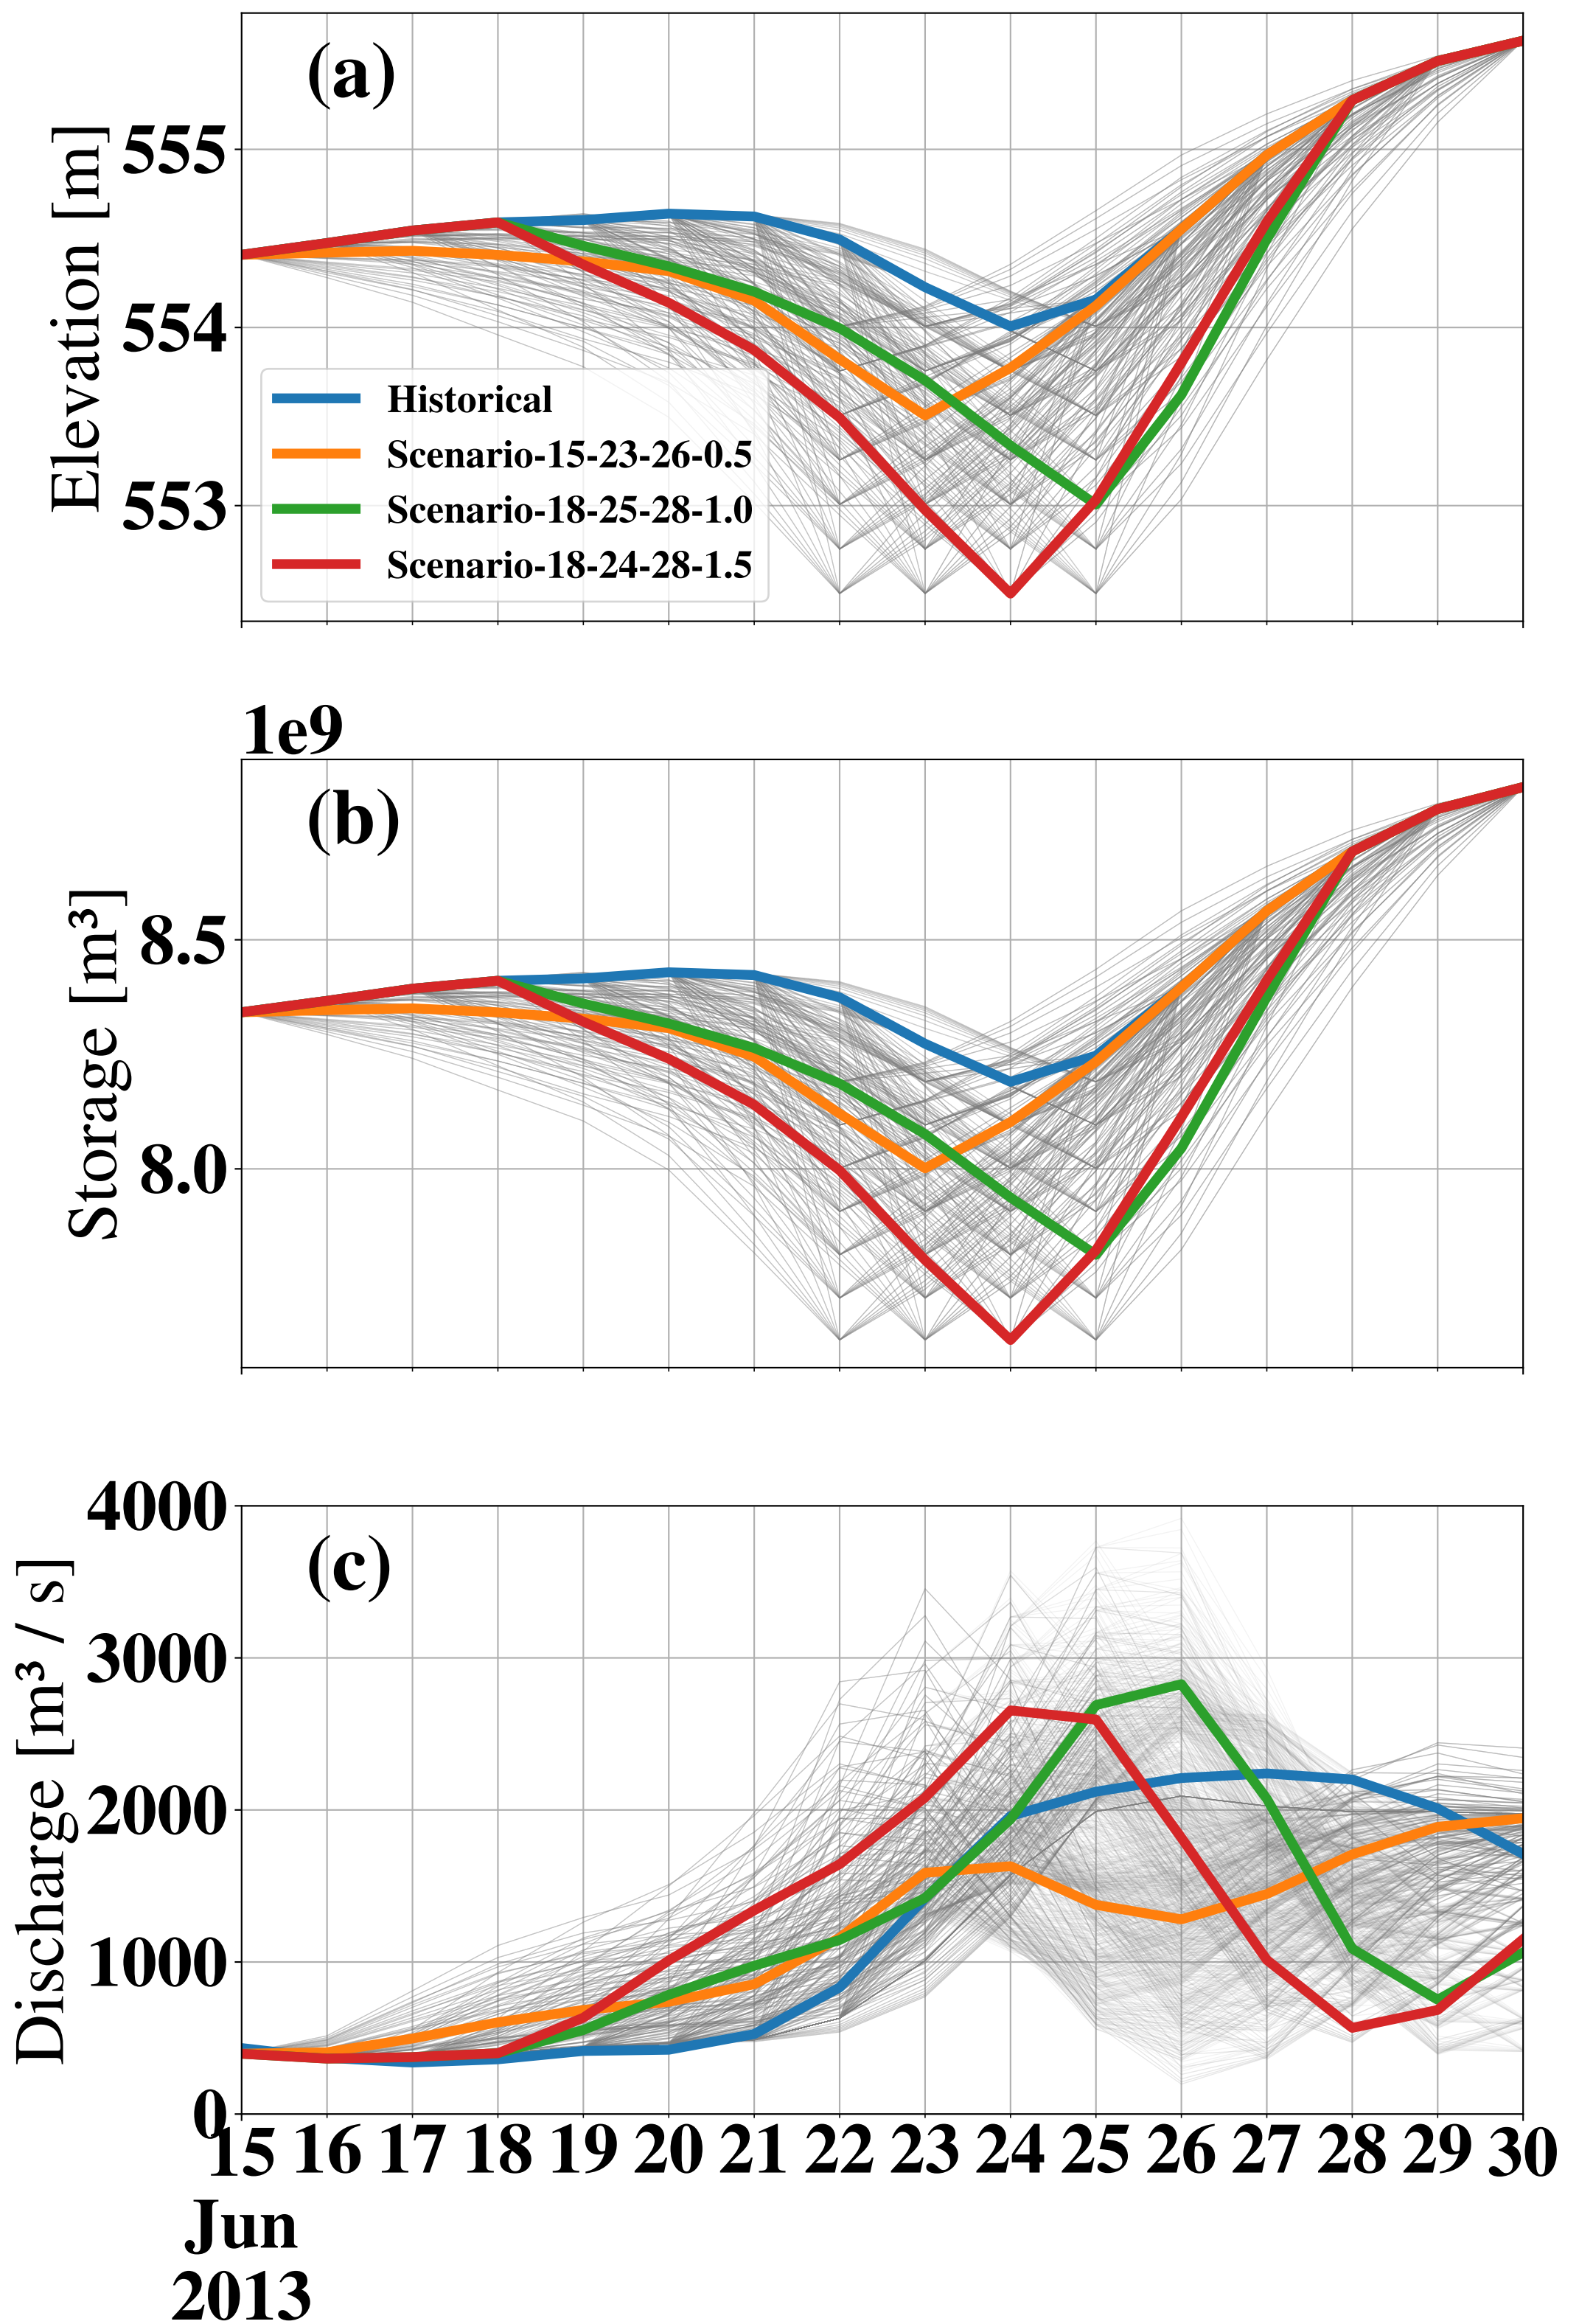 (a)
Elevation [m]
555
554
553
Historical
Scenario-15-23-26-0.5
Scenario-18-25-28-1.0
Scenario-18-24-28-1.5
1e9
(b)
Storage [m³]
8.5
8.0
(c)
Discharge [m³ / s]
4000
3000
2000
1000
0
15 16 17 18 19 20 21 22 23 24 25 26 27 28 29 30
Jun
2013